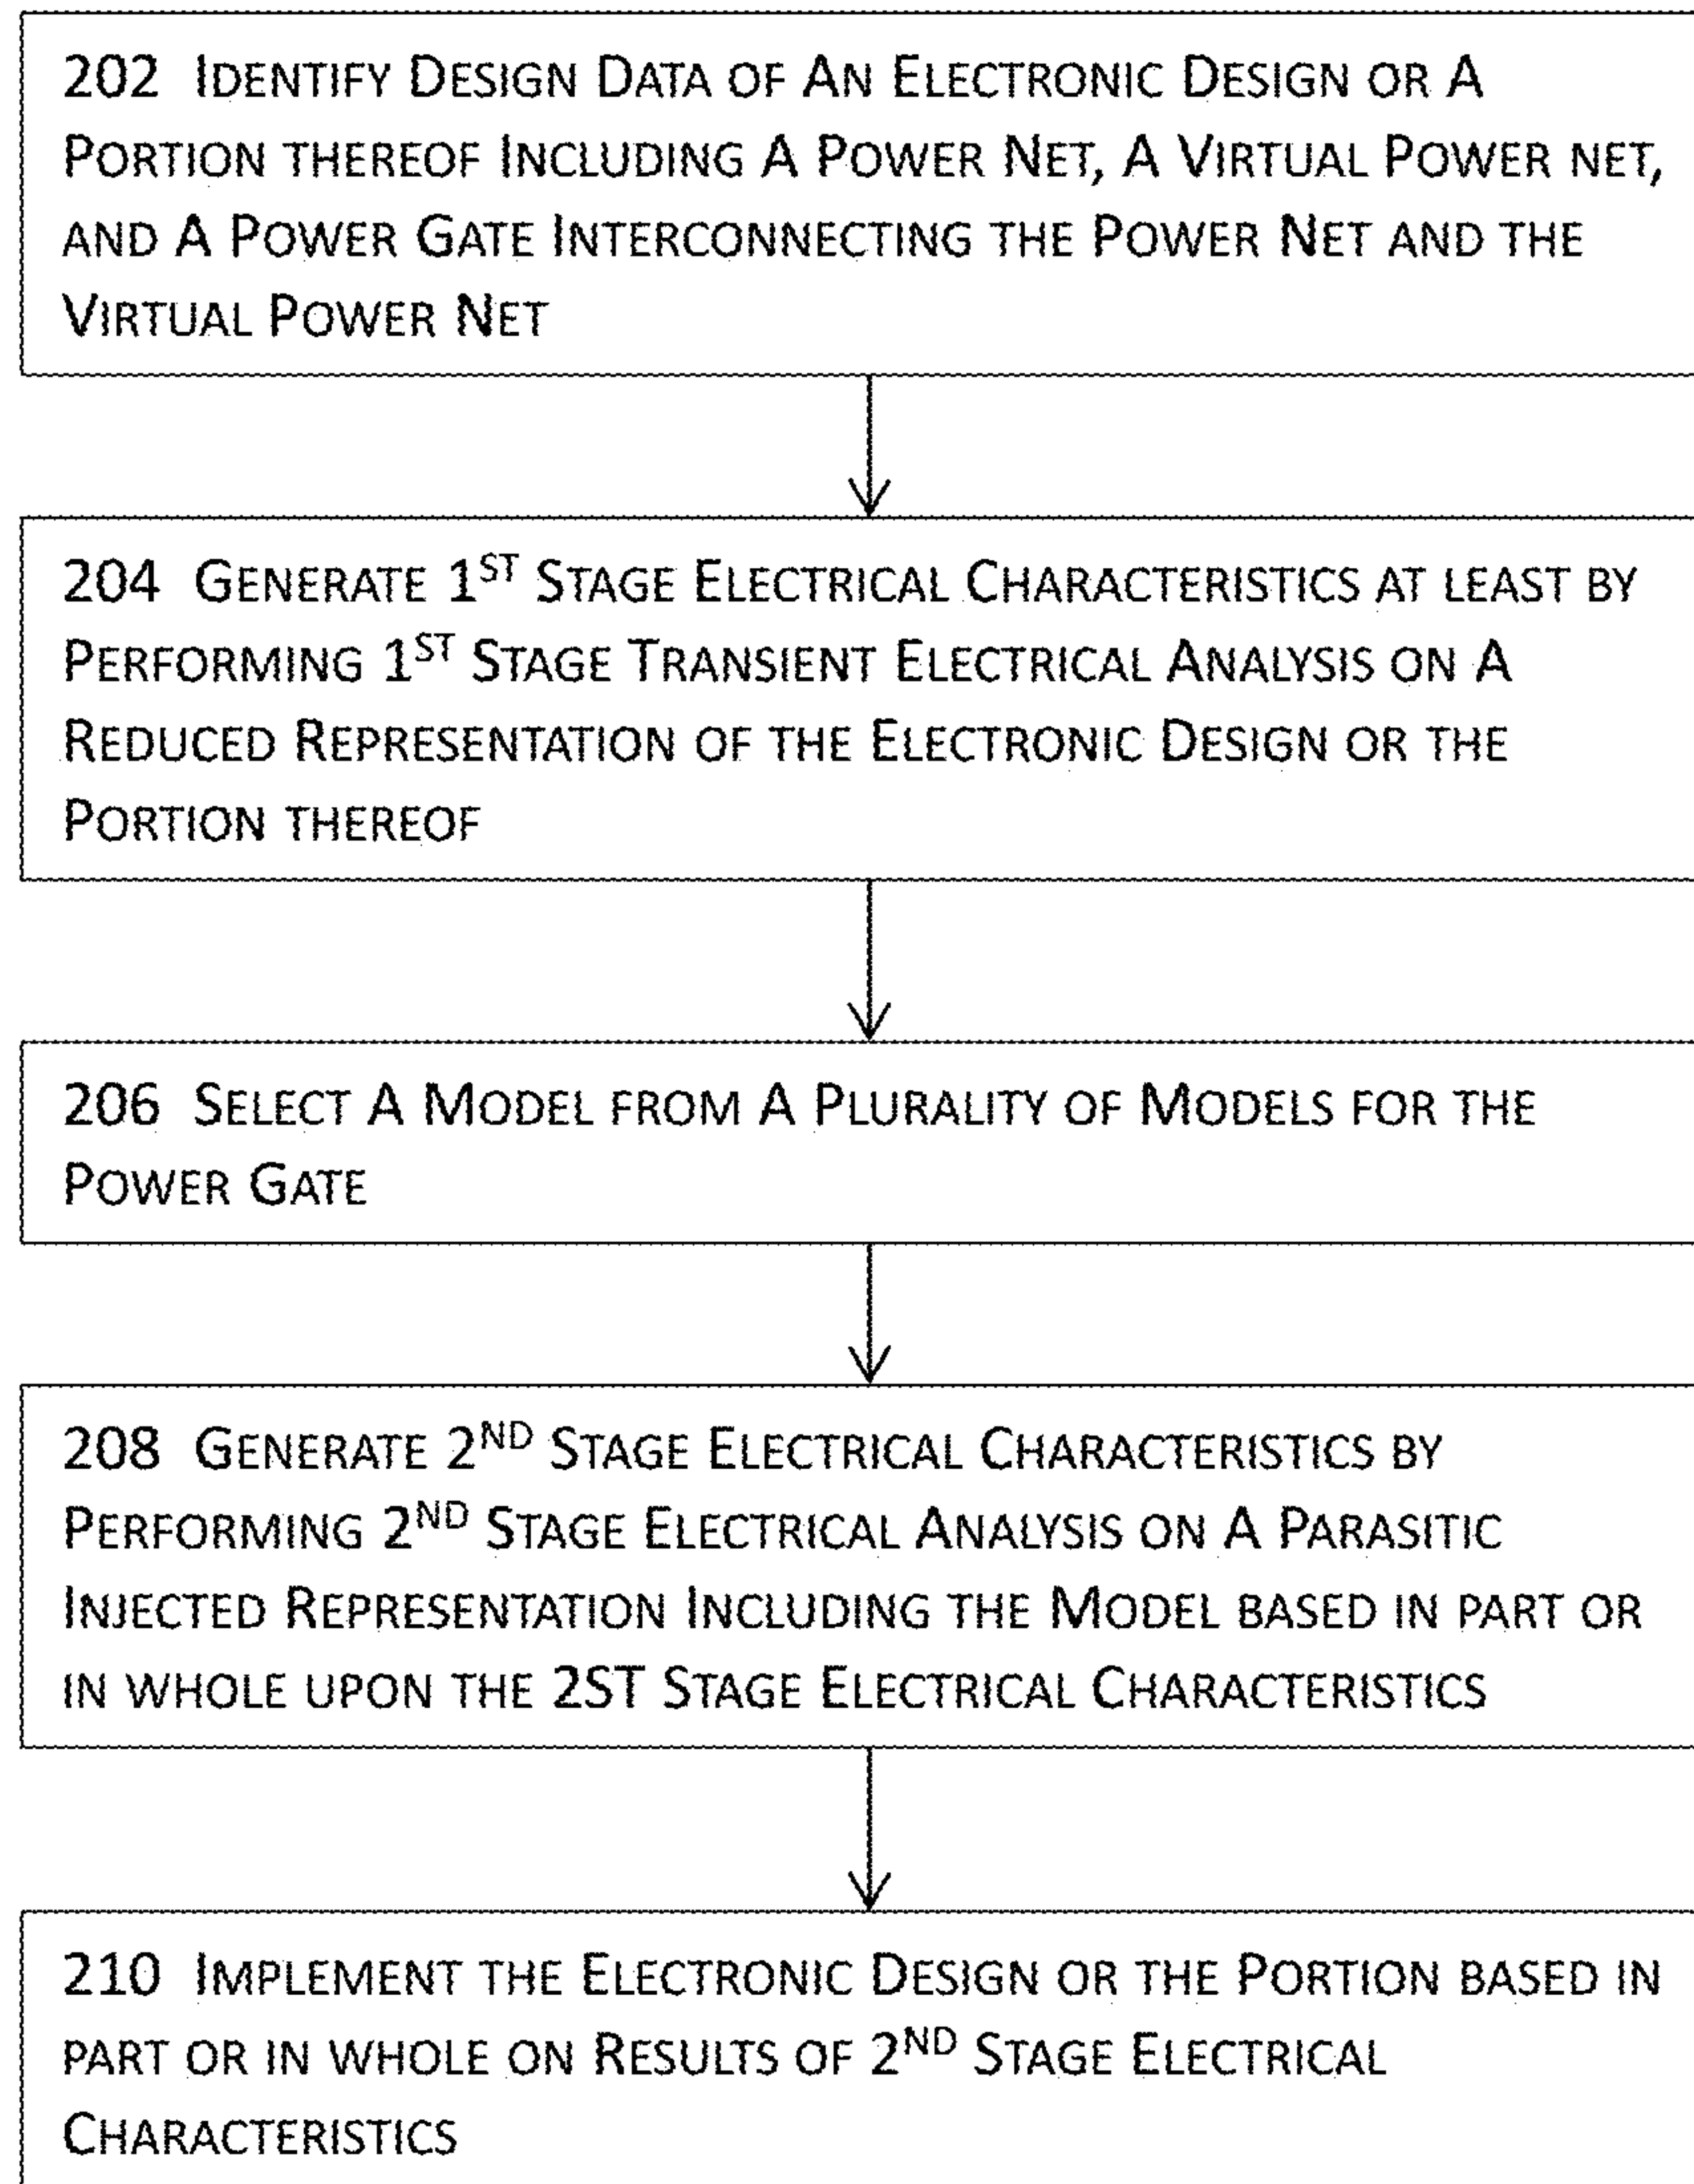 202 IDENTIFY DESIGN DATA OF AN ELECTRONIC DESIGN OR A
PORTION THEREOF INCLUDING A POWER NET, A VIRTUAL POWER NET,
AND A POWER GATE INTERCONNECTING THE POWER NET AND THE
VIRTUAL POWER NET
204 GENERATE 1ST STAGE ELECTRICAL CHARACTERISTICS AT LEAST BY
PERFORMING 1ST STAGE TRANSIENT ELECTRICAL ANALYSIS ON A
REDUCED REPRESENTATION OF THE ELECTRONIC DESIGN OR THE
PORTION THEREOF
206 SELECT A MODEL FROM A PLURALITY OF MODELS FOR THE
POWER GATE
208 GENERATE 2ND STAGE ELECTRICAL CHARACTERISTICS BY
PERFORMING 2ND STAGE ELECTRICAL ANALYSIS ON A PARASITIC
INJECTED REPRESENTATION INCLUDING THE MODEL BASED IN PART OR
IN WHOLE UPON THE 2ST STAGE ELECTRICAL CHARACTERISTICS
210 IMPLEMENT THE ELECTRONIC DESIGN OR THE PORTION BASED IN
PART OR IN WHOLE ON RESULTS OF 2ND STAGE ELECTRICAL
CHARACTERISTICS